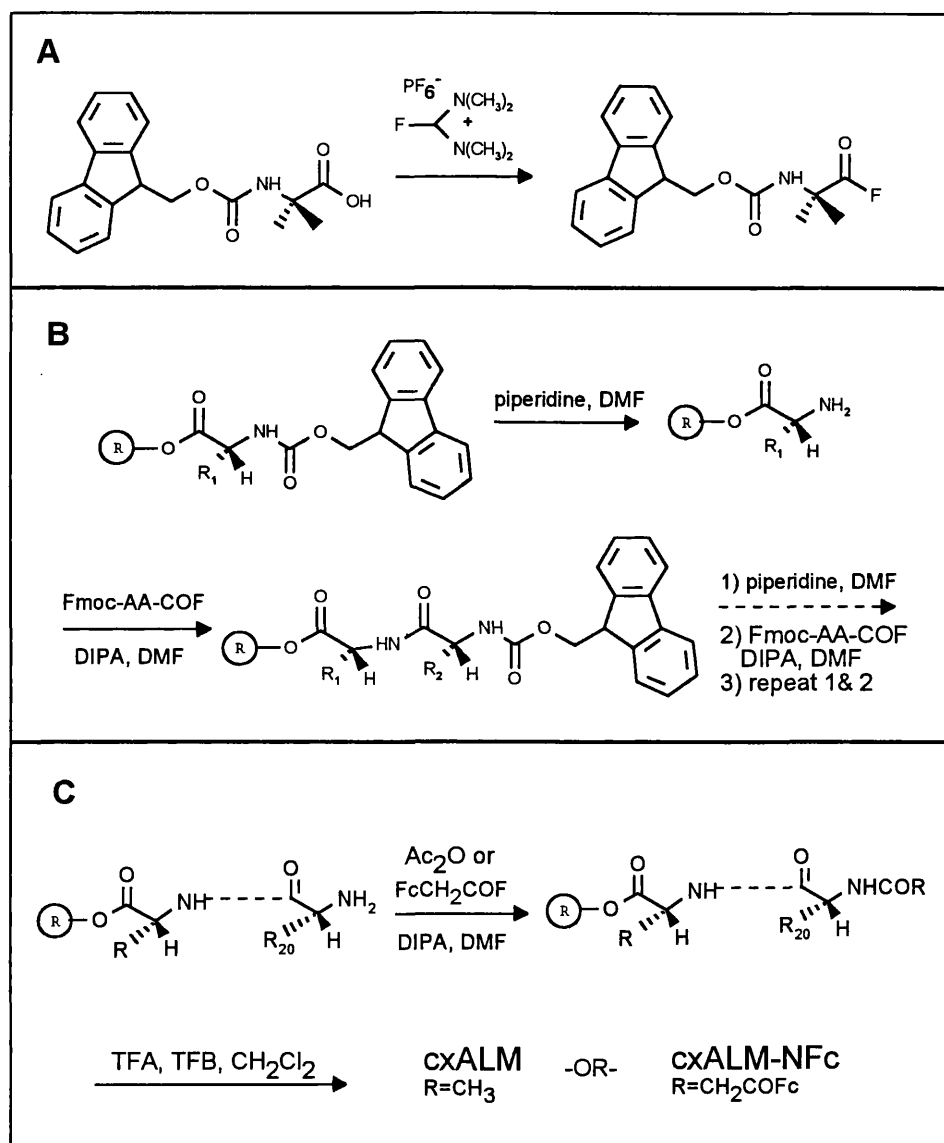 A
PF6-
F
+
N(CH3)2
N(CH3)2
O
O
NH
O
OH
O
O
NH
O
F
B
O
R
O
NH
O
O
R1
H
piperidine, DMF
O
R
O
NH2
R1
H
Fmoc-AA-COF
DIPA, DMF
O
O
R
O
NH
NH
O
O
R1
H
R2
H
1) piperidine, DMF
2) Fmoc-AA-COF
DIPA, DMF
3) repeat 1& 2
C
O
R
O
NH
O
NH2
R
H
R20
H
Ac2O or
FcCH2COF
DIPA, DMF
O
R
O
NH
O
NHCOR
R
H
R20
H
TFA, TFB, CH2Cl2
cxALM
R=CH3
-OR-
cxALM-NFc
R=CH2COFc